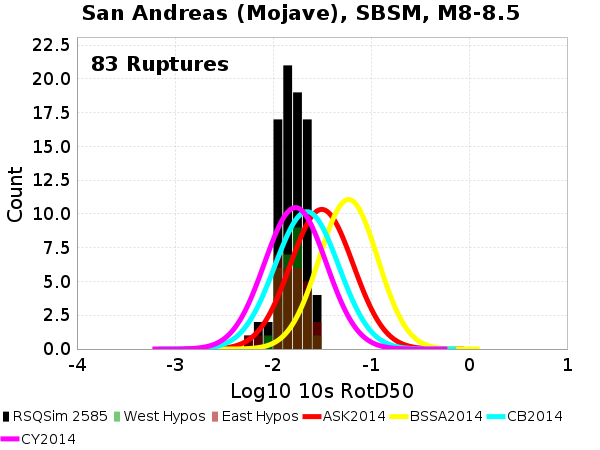 San Andreas (Mojave), SBSM, M8-8.5
83 Ruptures
22.5
20.0
17.5
15.0
12.5
10.0
7.5
5.0
2.5
0.0
Count
-4 -3 -2 -1 0 1
Log10 10s RotD50
RSQSim 2585 West Hypos East Hypos ASK2014 BSSA2014 CB2014
CY2014